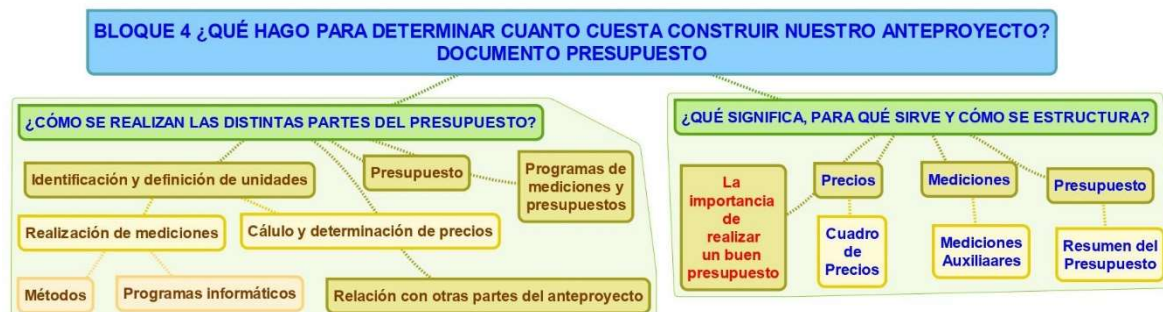 BLOQUE 4 ¿QUÉ HAGO PARA DETERMINAR CUANTO CUESTA CONSTRUIR NUESTRO ANTEPROYECTO?
DOCUMENTO PRESUPUESTO
¿CÓMO SE REALIZAN LAS DISTINTAS PARTES DEL PRESUPUESTO?
Identificación y definición de unidades
Presupuesto
Programas de
mediciones y
presupuestos
Realización de mediciones
Cálulo y determinación de precios
Métodos
Programas informáticos
Relación con otras partes del anteproyecto
¿QUÉ SIGNIFICA, PARA QUÉ SIRVE Y CÓMO SE ESTRUCTURA?
La
importancia
de
realizar
un buen
presupuesto
Precios
Cuadro
de
Precios
Mediciones
Mediciones
Auxiliaares
Presupuesto
Resumen del
Presupuesto